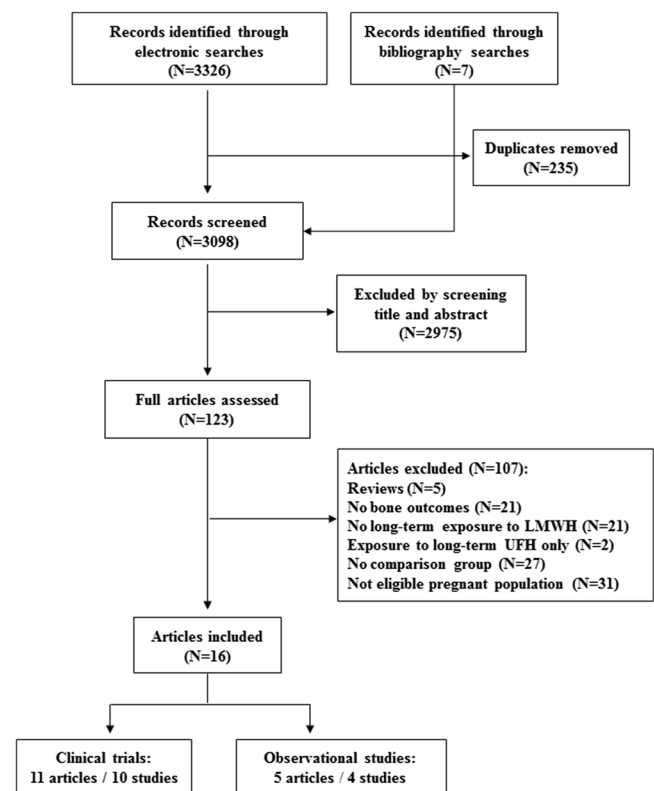 Records identified through
electronic searches
(N=3326)
Records identified through
bibliography searches
(N=7)
Duplicates removed
(N=235)
Records screened
(N=3098)
Excluded by screening
title and abstract
(N=2975)
Full articles assessed
(N=123)
Articles excluded (N=107):
Reviews (N=5)
No bone outcomes (N=21)
No long-term exposure to LMWH (N=21)
Exposure to long-term UFH only (N=2)
No comparison group (N=27)
Not eligible pregnant population (N=31)
Articles included
(N=16)
Clinical trials:
11 articles / 10 studies
Observational studies:
5 articles / 4 studies